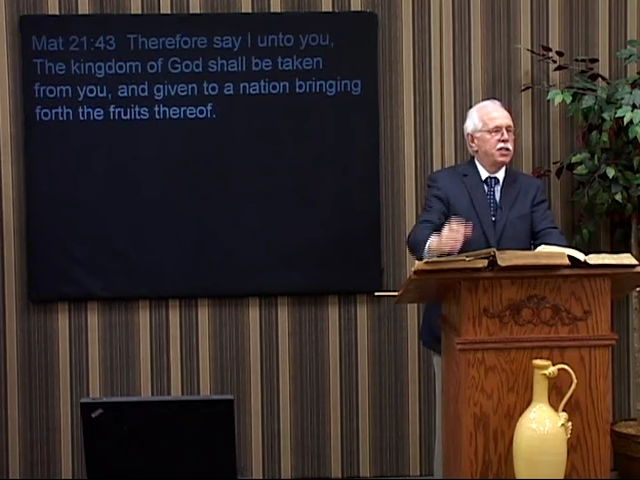 Mat 21:43 Therefore say I unto you,
The kingdom of God shall be taken
from you, and given to a nation bringing
forth the fruits thereof.